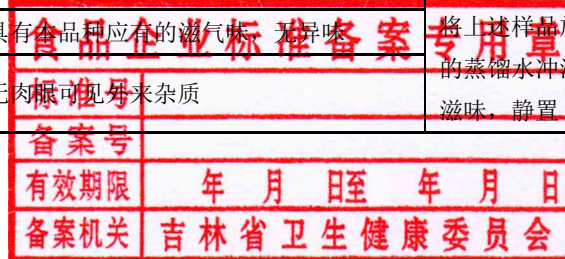 具有本品种应有的滋气味，无异味
将上述样品放
食品企业标准备案专用章
的蒸馏水冲
无肉眼可见外来杂质
标准号
滋味，静置
备案号
有效期限 年 月 日至 年 月 日
备案机关 吉林省卫生健康委员会